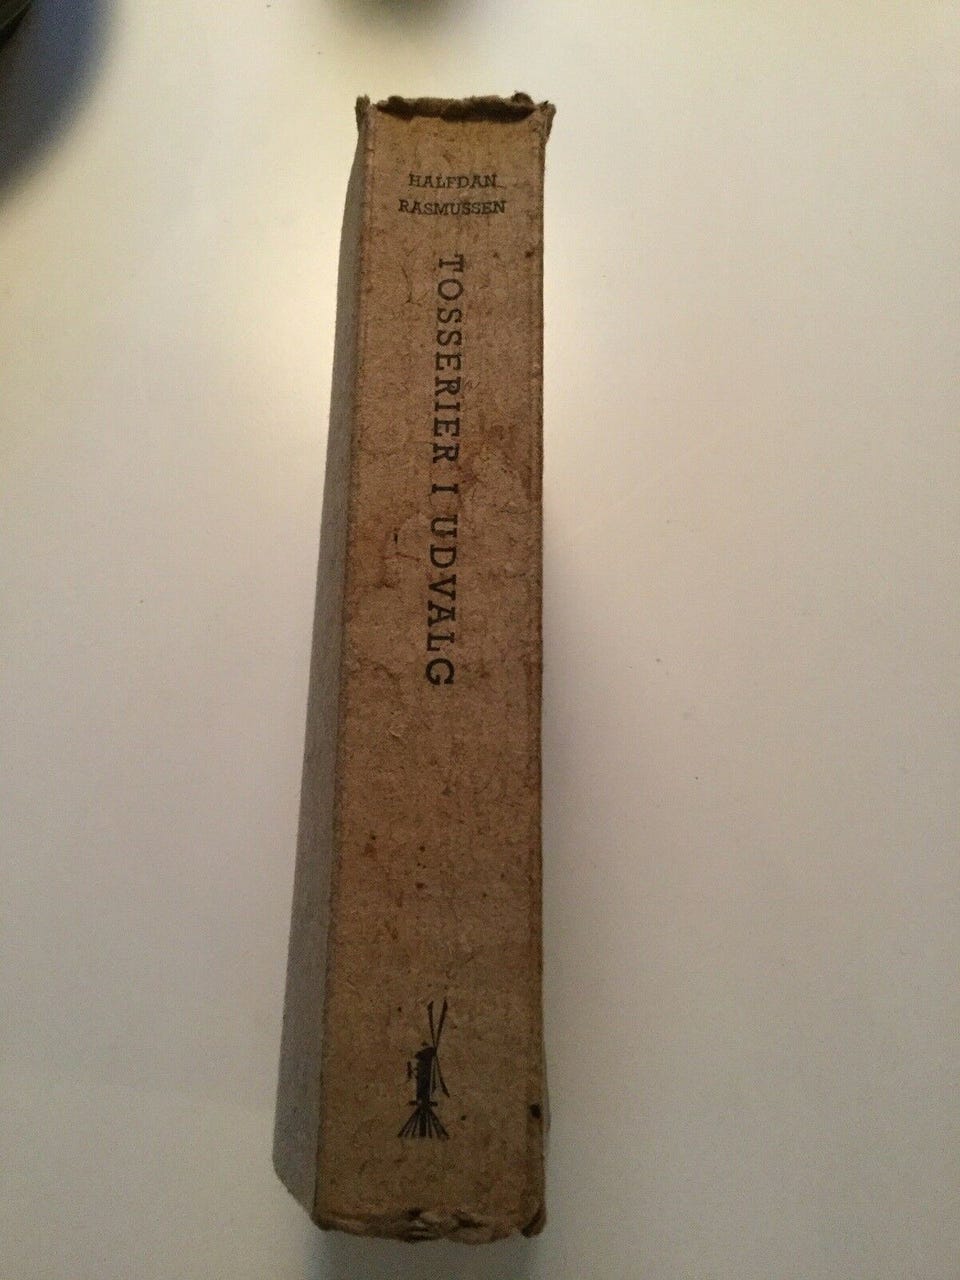 HALFDAN
RASMUSSEN
TOSSERIER I UDVALG